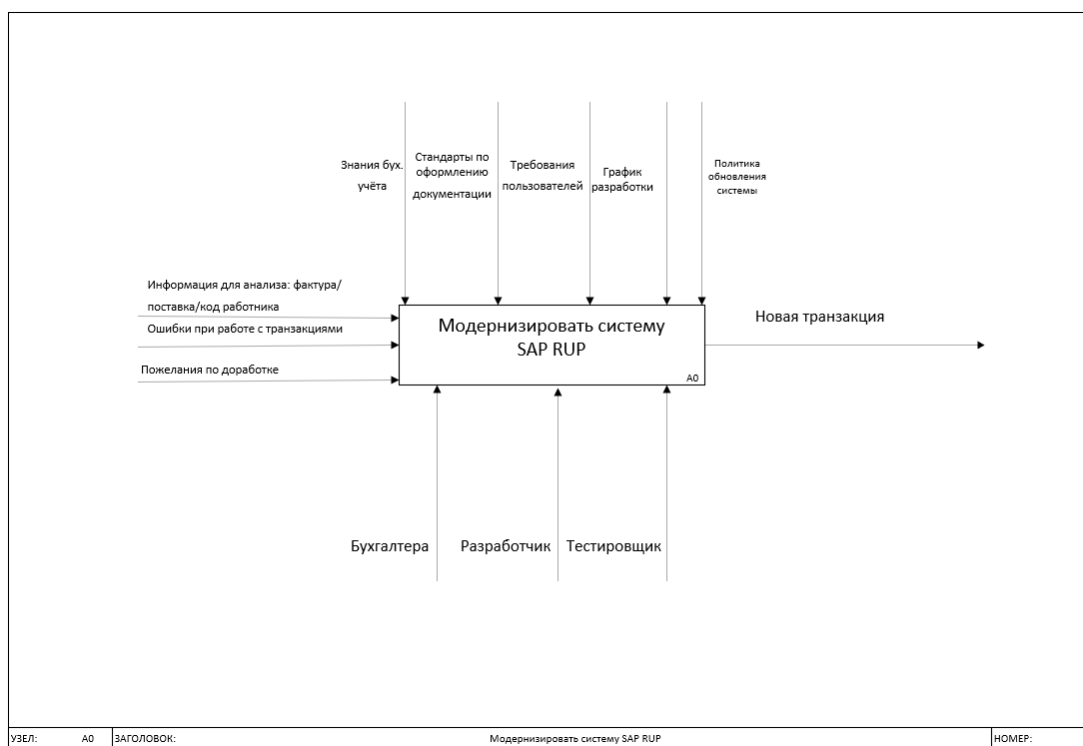 Знания бух.
учёта
Стандарты по
оформлению
документации
Требования
пользователей
График
разработки
Политика
обновления
системы
Информация для анализа: фактура/
поставка/код работника
Ошибки при работе с транзакциями
Пожелания по доработке
Модернизировать систему
SAP RUP
A0
Новая транзакция
Бухгалтера
Разработчик
Тестировщик
УЗЕЛ: A0 ЗАГОЛОВОК: Модернизировать систему SAP RUP НОМЕР: